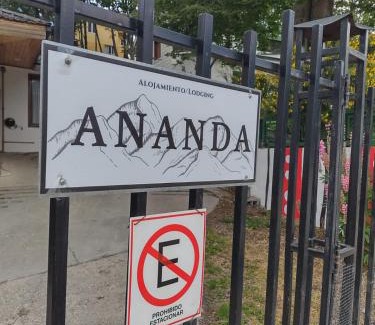 Alojamiento/Lodging
ANANDA
E
PROHIBIDO
ESTACIONAR